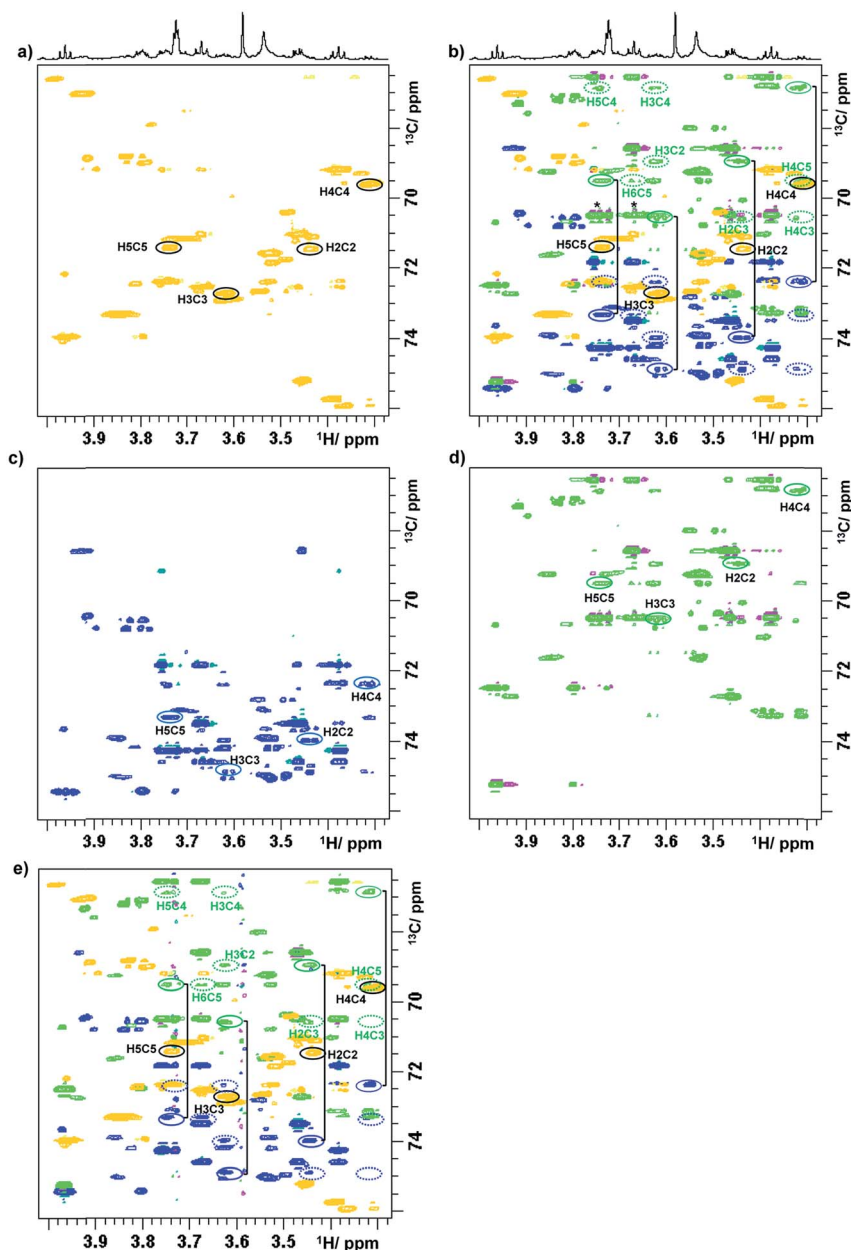 a)
¹³C/ ppm
70
72
74
H4C4
H5C5
H2C2
H3C3
3.9 3.8 3.7 3.6 3.5
¹H/ ppm
b)
¹³C/ ppm
70
72
74
H5C4 H3C4
H3C2
H4C5
H6C5
H4C4
* *
H2C3 H4C3
H5C5
H2C2
H3C3
3.9 3.8 3.7 3.6 3.5
¹H/ ppm
c)
¹³C/ ppm
70
72
74
H4C4
H5C5
H2C2
H3C3
3.9 3.8 3.7 3.6 3.5
¹H/ ppm
d)
¹³C/ ppm
70
72
74
H4C4
H2C2
H5C5 H3C3
3.9 3.8 3.7 3.6 3.5
¹H/ ppm
e)
¹³C/ ppm
70
72
74
H5C4 H3C4
H3C2
H4C5
H6C5
H4C4
H2C3 H4C3
H5C5
H2C2
H3C3
3.9 3.8 3.7 3.6 3.5
¹H/ ppm